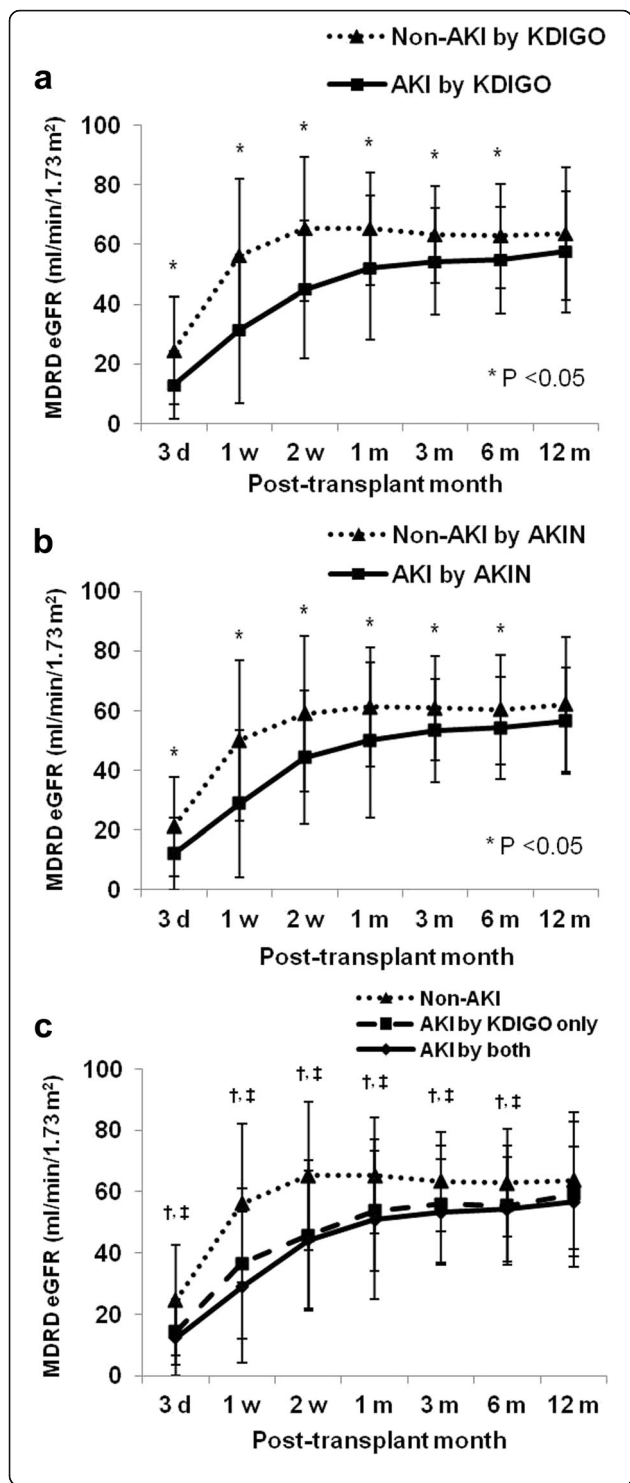 Non-AKI by KDIGO
a
AKI by KDIGO
MDRD eGFR (ml/min/1.73 m²)
100
80
60
40
20
0
* * * * * * *
* P <0.05
3 d 1 w 2 w 1 m 3 m 6 m 12 m
Post-transplant month
b
Non-AKI by AKIN
AKI by AKIN
MDRD eGFR (ml/min/1.73 m²)
100
80
60
40
20
0
* * * * * *
* P <0.05
3 d 1 w 2 w 1 m 3 m 6 m 12 m
Post-transplant month
Non-AKI
c
AKI by KDIGO only
AKI by both
MDRD eGFR (ml/min/1.73 m²)
100
80
60
40
20
0
†,‡ †,‡ †,‡ †,‡ †,‡ †,‡
3 d 1 w 2 w 1 m 3 m 6 m 12 m
Post-transplant month